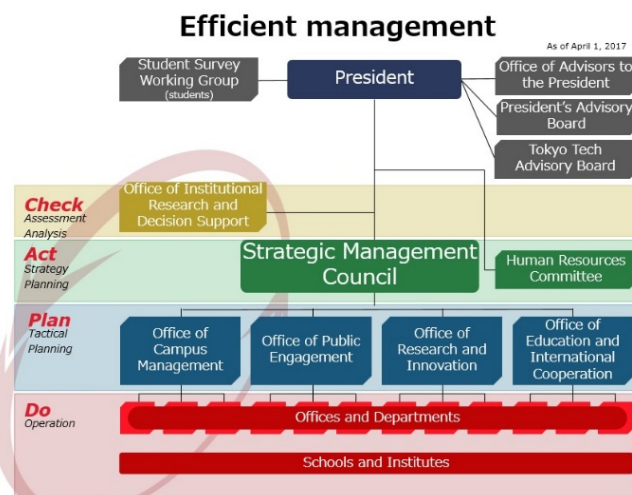 Efficient management
As of April 1, 2017
Student Survey
Working Group
(students)
President
Office of Advisors to
the President
President's Advisory
Board
Tokyo Tech
Advisory Board
Check
Assessment
Analysis
Office of Institutional
Research and
Decision Support
Act
Strategy
Planning
Strategic Management
Council
Human Resources
Committee
Plan
Tactical
Planning
Office of
Campus
Management
Office of Public
Engagement
Office of
Research and
Innovation
Office of
Education and
International
Cooperation
Do
Operation
Offices and Departments
Schools and Institutes